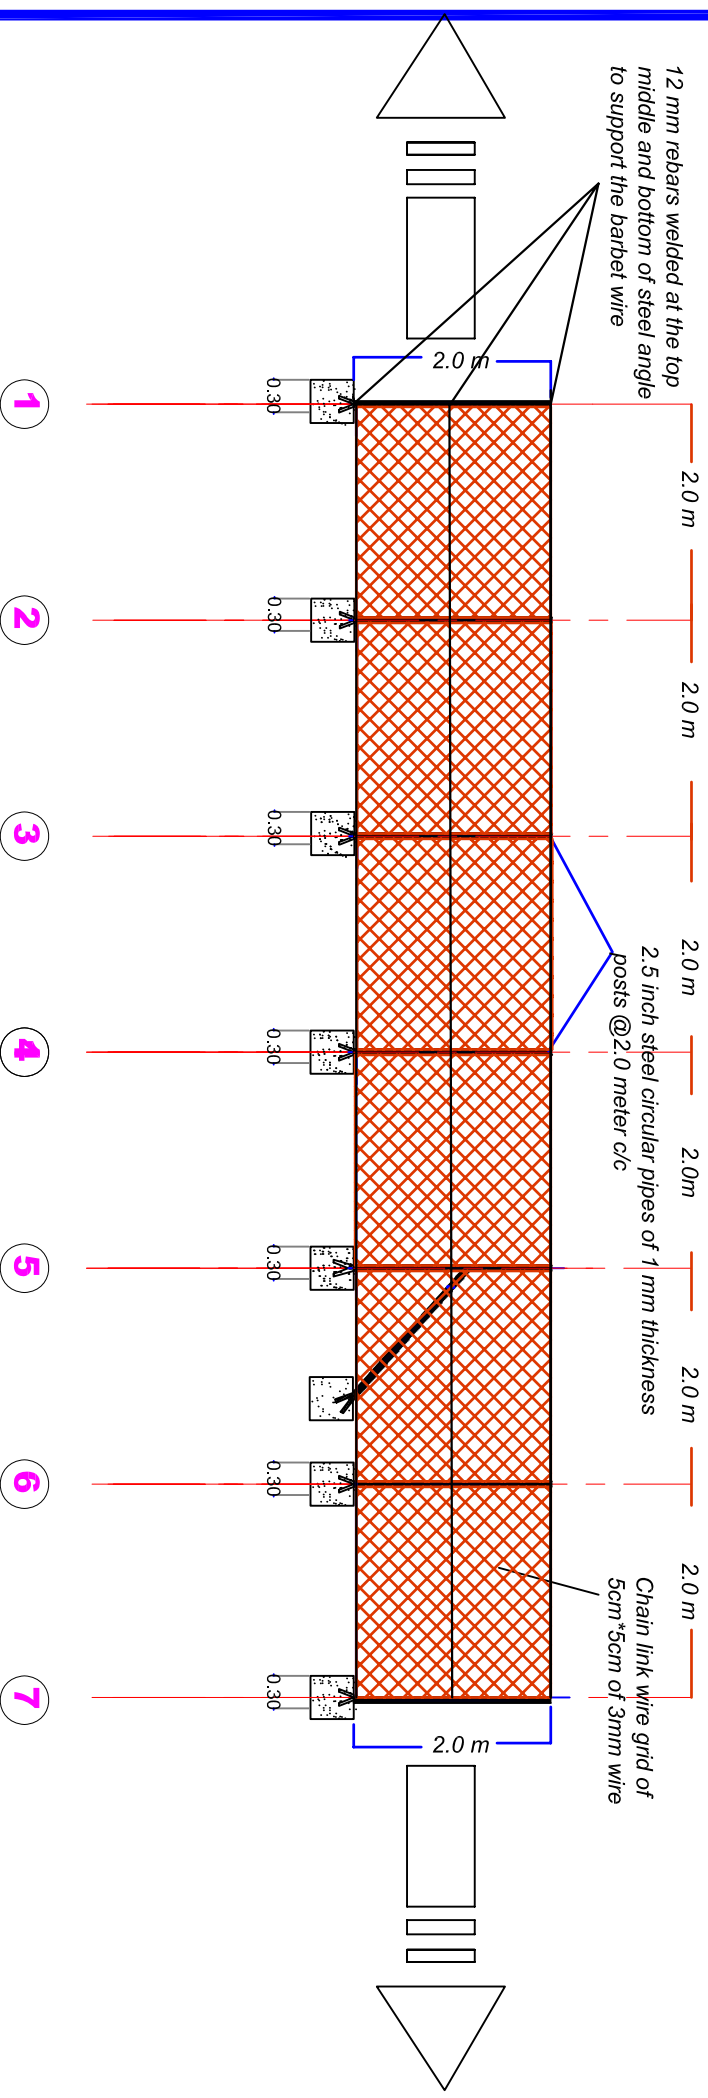 12 mm rebars welded at the top
middle and bottom of steel angle
to support the barbet wire
2.0 m
2.0 m
2.0 m
2.0m
2.0 m
2.0 m
2.5 inch steel circular pipes of 1 mm thickness
posts @2.0 meter c/c
Chain link wire grid of
5cm*5cm of 3mm wire
2.0 m
2.0 m
0.30
0.30
0.30
0.30
0.30
0.30
0.30
1
2
3
4
5
6
7